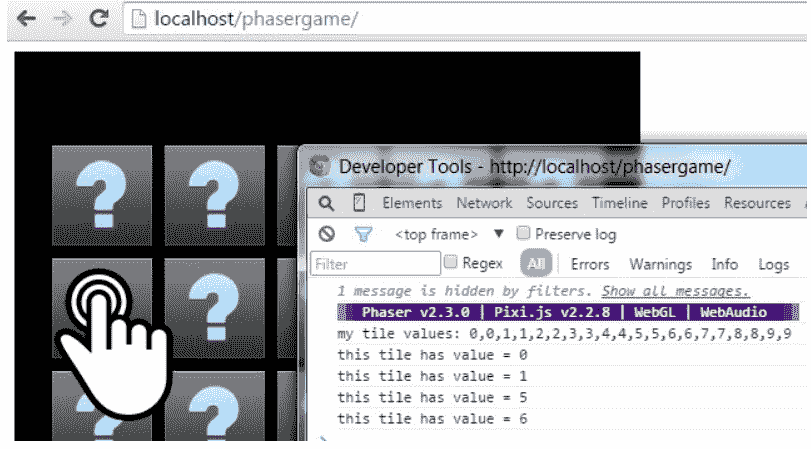 localhost/phasergame/
Developer Tools - http://localhost/phasergame/
Elements Network Sources Timeline Profiles Resources
<top frame> ▼ Preserve log
Filter Regex All Errors Warnings Info Logs
1 message is hidden by filters. Show all messages.
Phaser v2.3.0 | Pixi.js v2.2.8 | WebGL | WebAudio
my tile values: 0,0,1,1,2,2,3,3,4,4,5,5,6,6,7,7,8,8,9,9
this tile has value = 0
this tile has value = 1
this tile has value = 5
this tile has value = 6
? ?
?
? ?